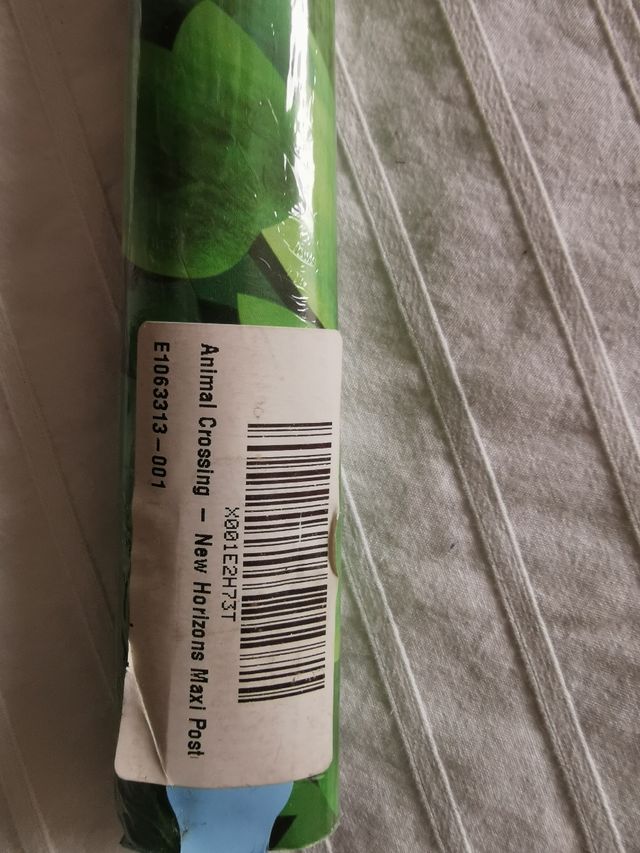 X001E2H73T
Animal Crossing - New Horizons Maxi Post
E1063313-001